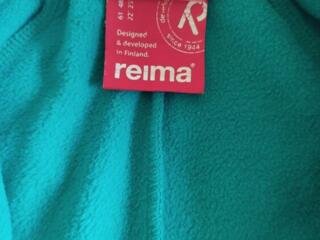 Designed
& developed
in Finland.
since 1944
R
reima®